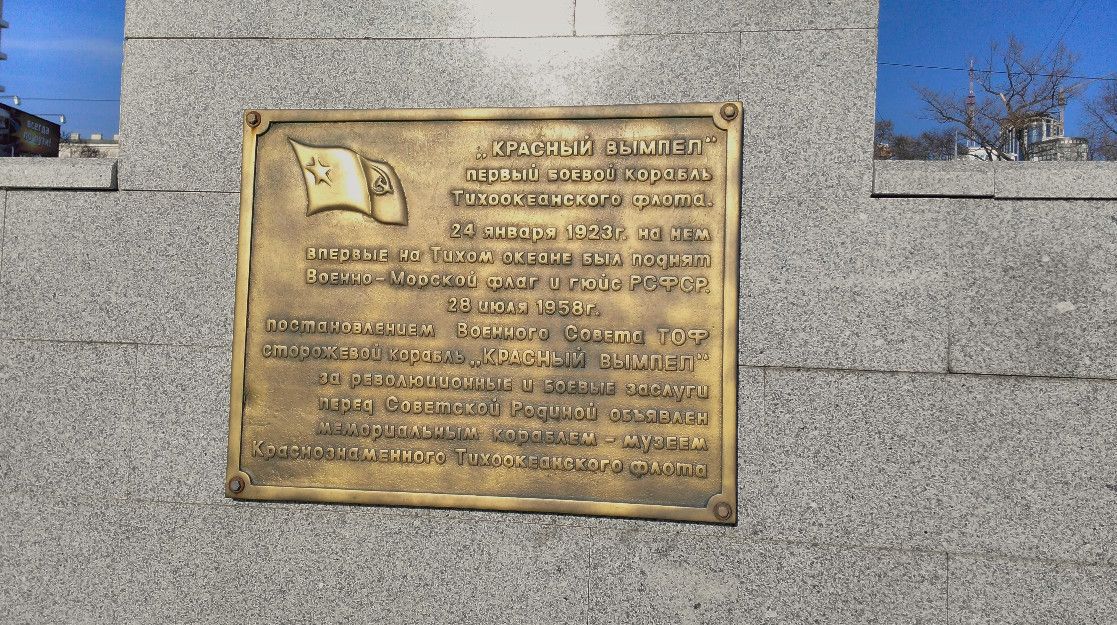 всегда
„КРАСНЫЙ ВЫМПЕЛ"
первый боевой корабль
Тихоокеанского флота.
24 января 1923г. на нем
впервые на Тихом океане был поднят
Военно-Морской флаг и гюйс РСФСР.
28 июля 1958г.
постановлением Военного Совета ТОФ
сторожевой корабль „КРАСНЫЙ ВЫМПЕЛ"
за революционные и боевые заслуги
перед Советской Родиной объявлен
мемориальным кораблем - музеем
Краснознаменного Тихоокеанского флота